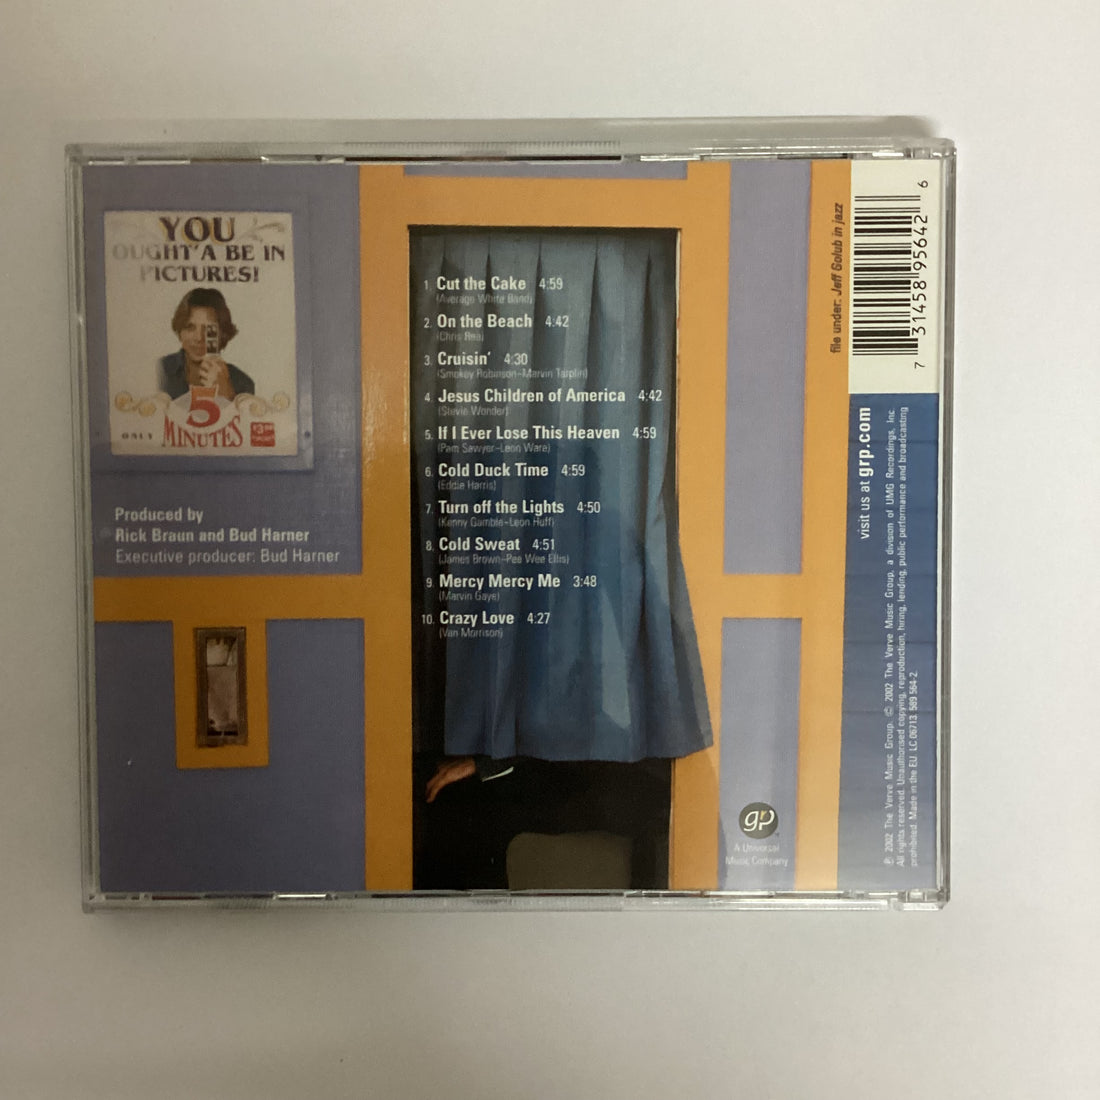 YOU
OUGHT'A BE IN
PICTURES!
ONLY 5 MINUTES
Produced by
Rick Braun and Bud Harner
Executive producer: Bud Harner
1. Cut the Cake 4:59
(Average White Band)
2. On the Beach 4:42
(Chris Rea)
3. Cruisin' 4:30
(Smokey Robinson–Marvin Tarplin)
4. Jesus Children of America 4:42
(Stevie Wonder)
5. If I Ever Lose This Heaven 4:59
(Pam Sawyer–Leon Ware)
6. Cold Duck Time 4:59
(Eddie Harris)
7. Turn off the Lights 4:50
(Kenny Gamble–Leon Huff)
8. Cold Sweat 4:51
(James Brown–Pee Wee Ellis)
9. Mercy Mercy Me 3:48
(Marvin Gaye)
10. Crazy Love 4:27
(Van Morrison)
grp
A Universal
Music Company
file under: Jeff Golub in jazz
7 31458 95642 6
visit us at grp.com
℗ 2002 The Verve Music Group. © 2002 The Verve Music Group, a division of UMG Recordings, Inc.
All rights reserved. Unauthorised copying, reproduction, hiring, lending, public performance and broadcasting
prohibited. Made in the EU. LC 06713. 589 564-2